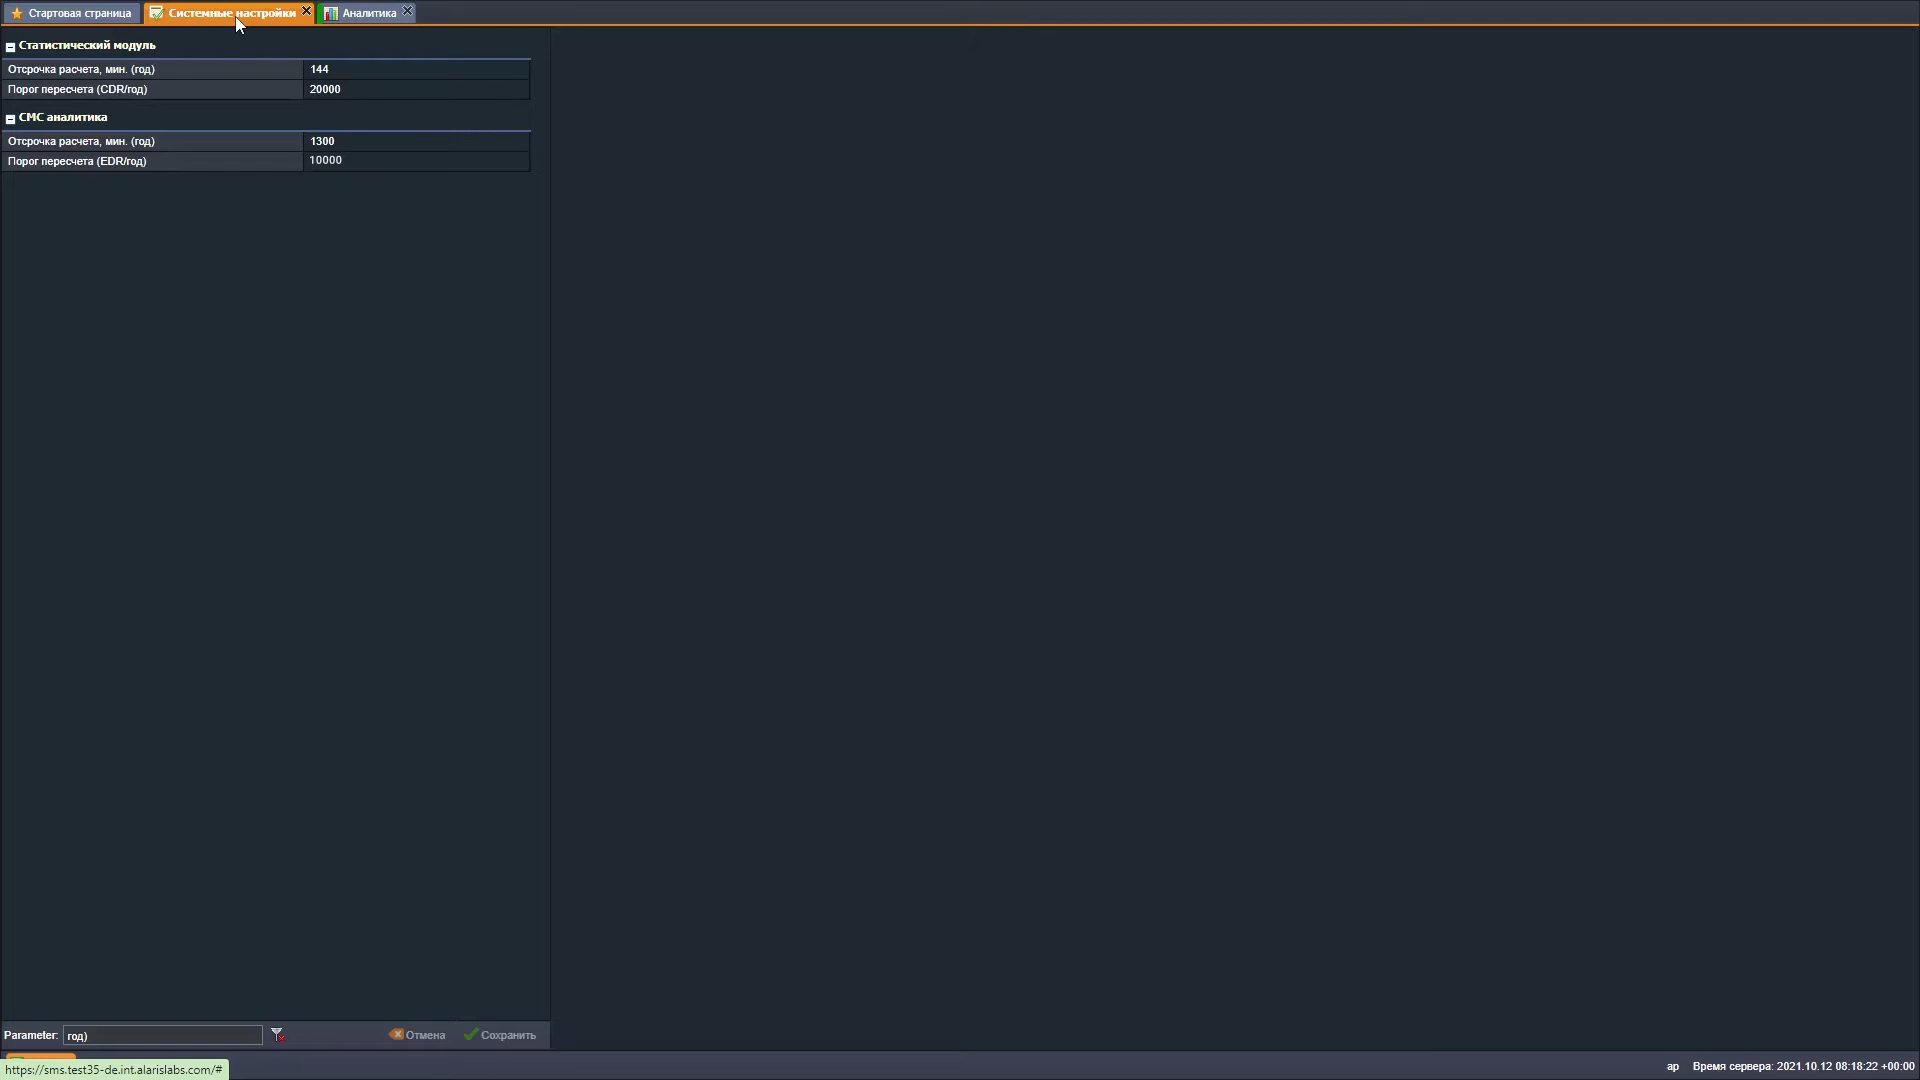 Стартовая страница
Системные настройки
Аналитика
Статистический модуль
Отсрочка расчета, мин. (год) 144
Порог пересчета (CDR/год) 20000
СМС аналитика
Отсрочка расчета, мин. (год) 1300
Порог пересчета (EDR/год) 10000
Parameter: год) Отмена Сохранить
https://sms.test35-de.int.alarislabs.com/# ap Время сервера: 2021.10.12 08:18:22 +00:00